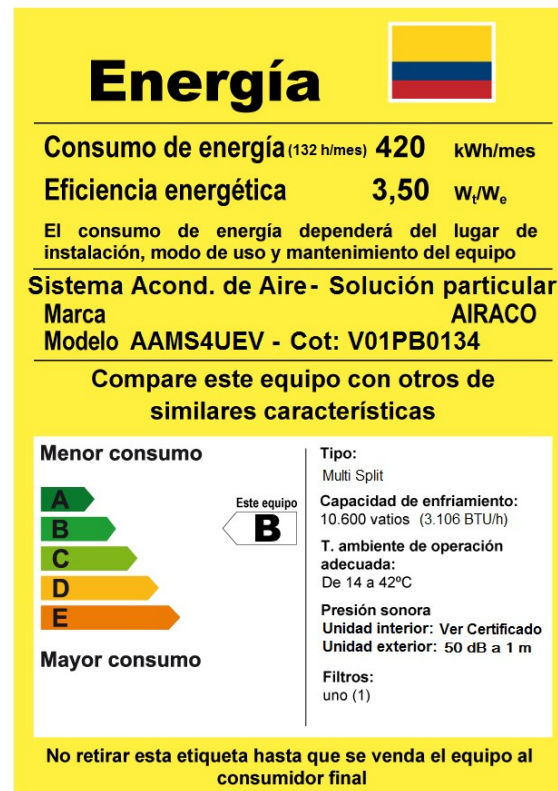 Energía
Consumo de energía (132 h/mes) 420 kWh/mes
Eficiencia energética 3,50 Wt/We
El consumo de energía dependerá del lugar de
instalación, modo de uso y mantenimiento del equipo
Sistema Acond. de Aire - Solución particular
Marca AIRACO
Modelo AAMS4UEV - Cot: V01PB0134
Compare este equipo con otros de
similares características
Menor consumo
A
B
C
D
E
Mayor consumo
Este equipo
B
Tipo:
Multi Split
Capacidad de enfriamiento:
10.600 vatios (3.106 BTU/h)
T. ambiente de operación
adecuada:
De 14 a 42ºC
Presión sonora
Unidad interior: Ver Certificado
Unidad exterior: 50 dB a 1 m
Filtros:
uno (1)
No retirar esta etiqueta hasta que se venda el equipo al
consumidor final